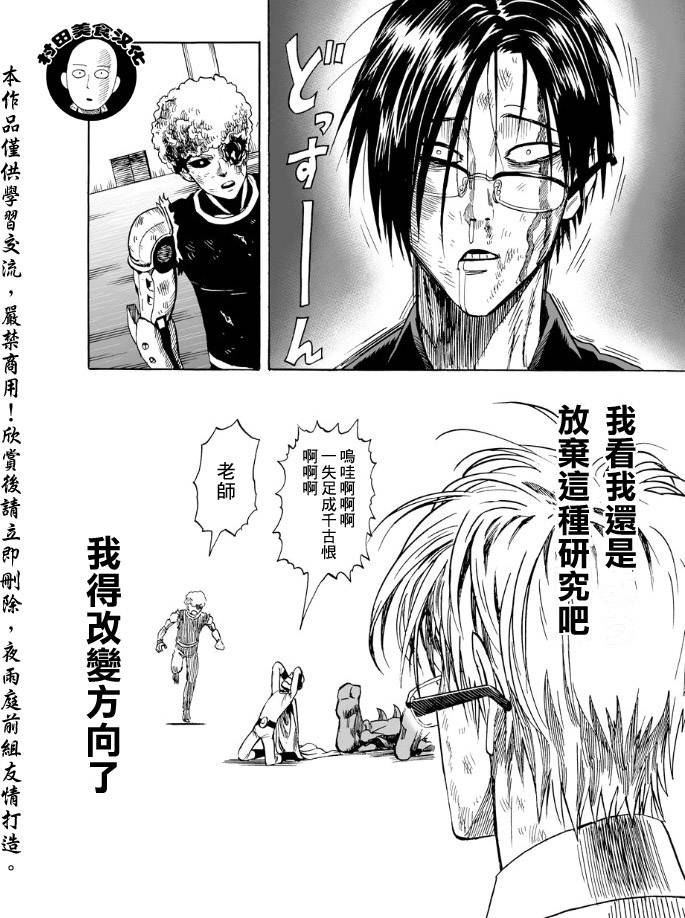 どっすーーん
村田美食汉化
我看我還是
放棄這種研究吧
嗚哇啊啊啊
一失足成千古恨
啊啊啊
老師
我得改變方向了
本作品僅供學習交流，嚴禁商用！欣賞後請立即刪除，夜雨庭前組友情打造。